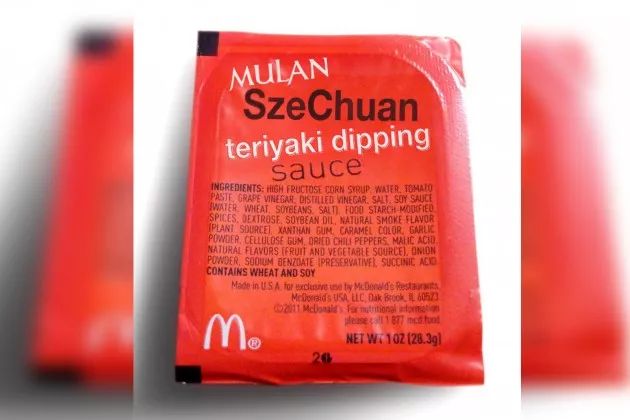 MULAN
SzeChuan
teriyaki dipping
sauce
INGREDIENTS: HIGH FRUCTOSE CORN SYRUP, WATER, TOMATO
PASTE, GRAPE VINEGAR, DISTILLED VINEGAR, SALT, SOY SAUCE
(WATER, WHEAT, SOYBEANS, SALT), FOOD STARCH-MODIFIED,
SPICES, DEXTROSE, SOYBEAN OIL, NATURAL SMOKE FLAVOR
(PLANT SOURCE), XANTHAN GUM, CARAMEL COLOR, GARLIC
POWDER, CELLULOSE GUM, DRIED CHILI PEPPERS, MALIC ACID,
NATURAL FLAVORS (FRUIT AND VEGETABLE SOURCE), ONION
POWDER, SODIUM BENZOATE (PRESERVATIVE), SUCCINIC ACID.
CONTAINS WHEAT AND SOY
Made in U.S.A. for exclusive use by McDonald's Restaurants.
McDonald's USA, LLC, Oak Brook, IL 60523
©2011 McDonald's. For nutritional information
please call 1 877 mcd food.
M®
NET WT 1 OZ (28.3g)
2